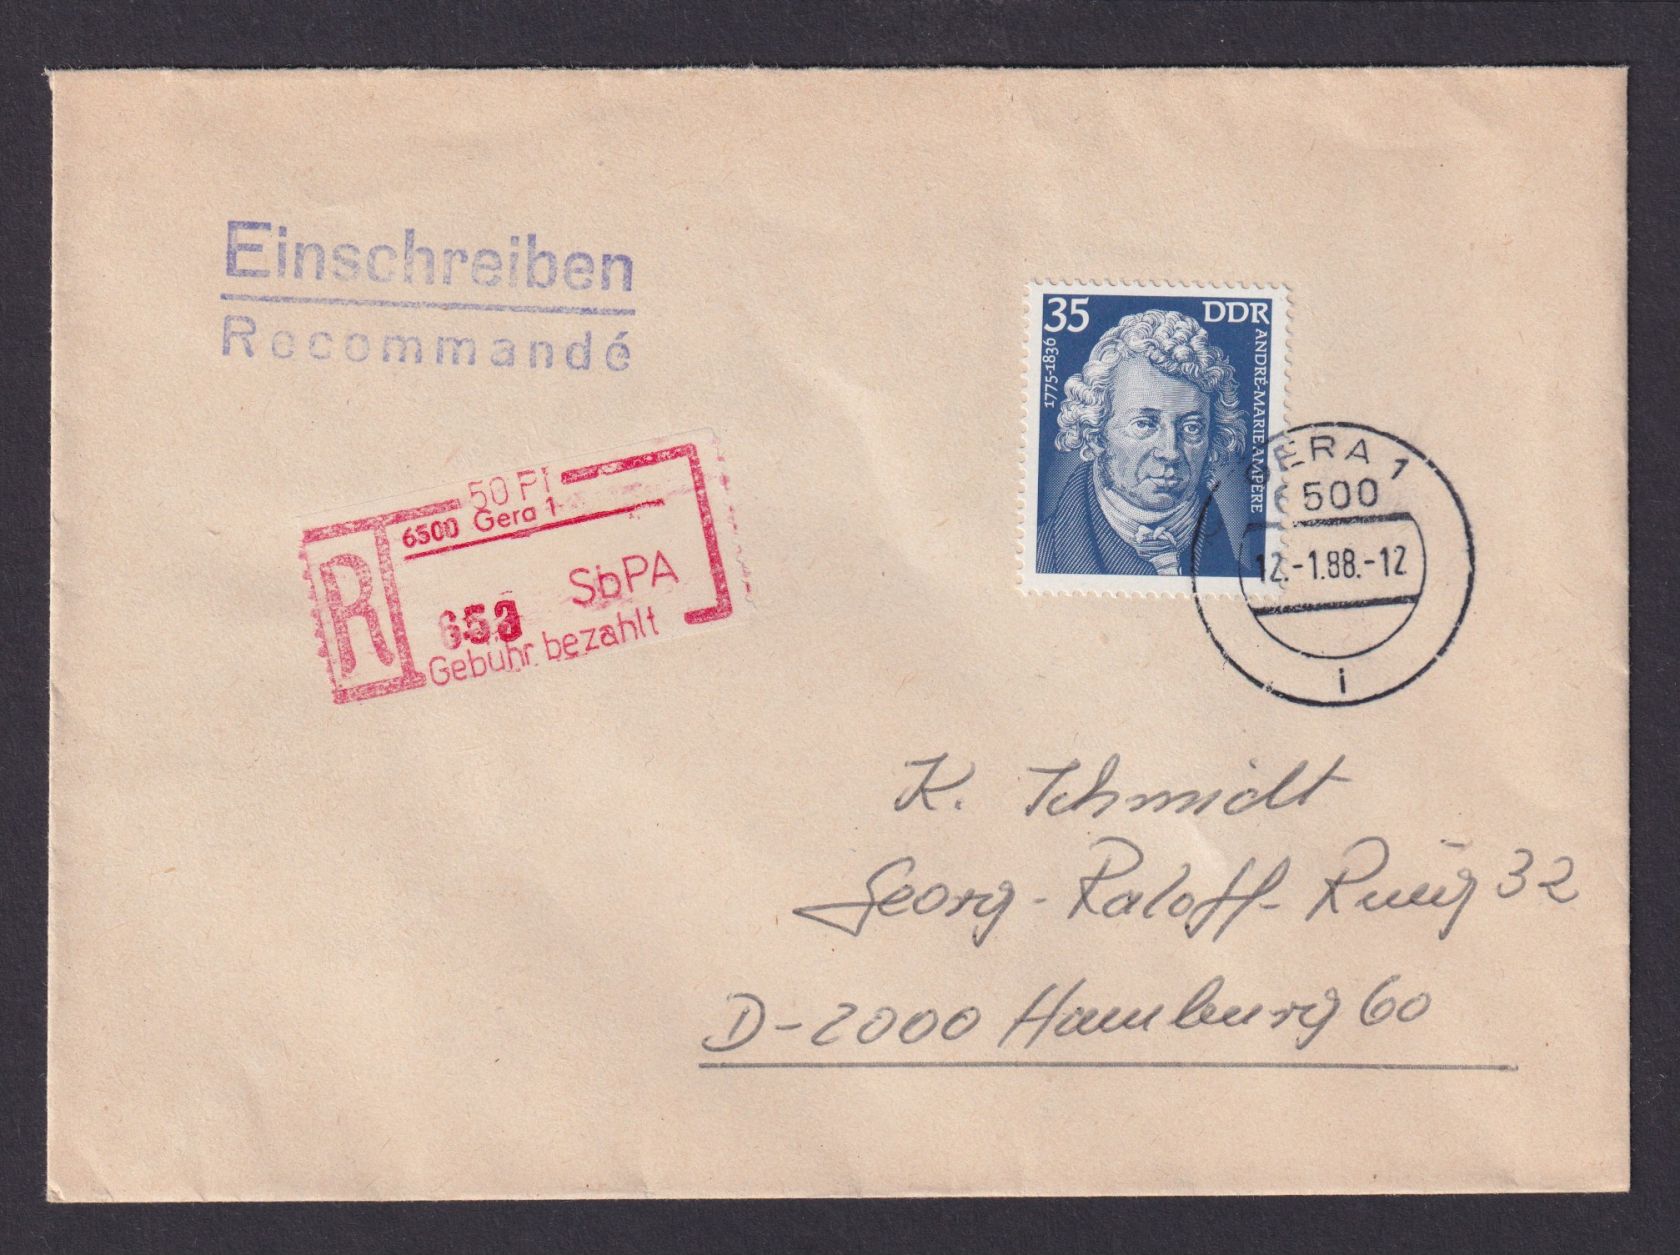 Einschreiben
Recommandé
35 DDR
1775-1836
ANDRÉ-MARIE AMPÈRE
GERA 1
6500
12.-1.88.-12
i
50 Pf
6500 Gera 1
R
SbPA
653
Gebühr bezahlt
K. Schmidt
Georg-Raloff-Ring 32
D-2000 Hamburg 60